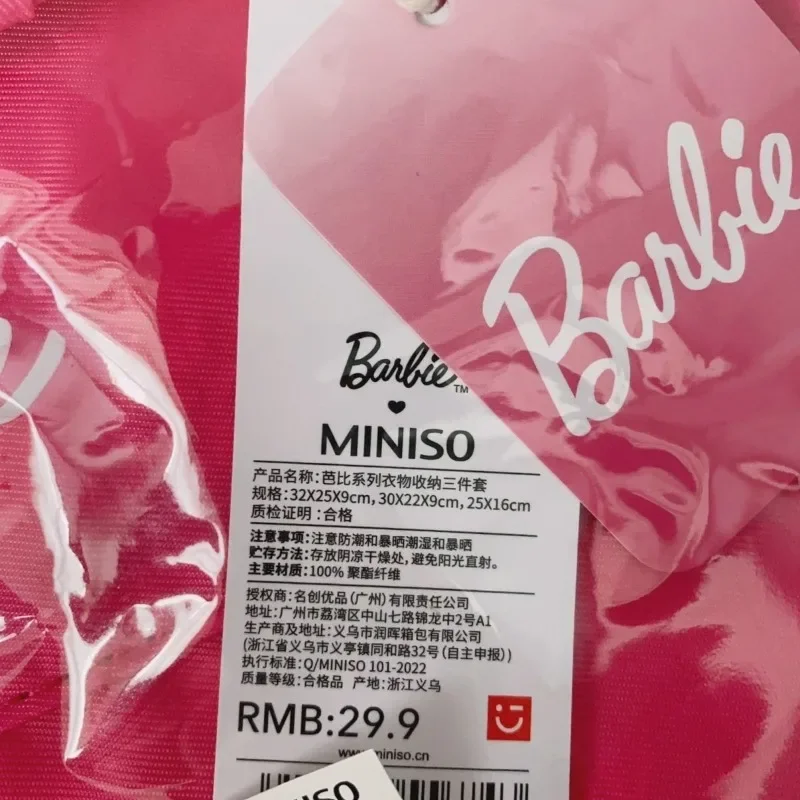 Barbie
Barbie™
MINISO
产品名称:芭比系列衣物收纳三件套
规格:32X25X9cm,30X22X9cm,25X16cm
质检证明:合格
注意事项:注意防潮和暴晒潮湿和暴晒
贮存方法:存放阴凉干燥处,避免阳光直射。
主要材质:100% 聚酯纤维
授权商:名创优品(广州)有限责任公司
地址:广州市荔湾区中山七路锦龙中2号A1
生产商及地址:义乌市润晖箱包有限公司
(浙江省义乌市义亭镇同和路32号(自主申报))
执行标准:Q/MINISO 101-2022
质量等级:合格品 产地:浙江义乌
RMB:29.9
www.miniso.cn